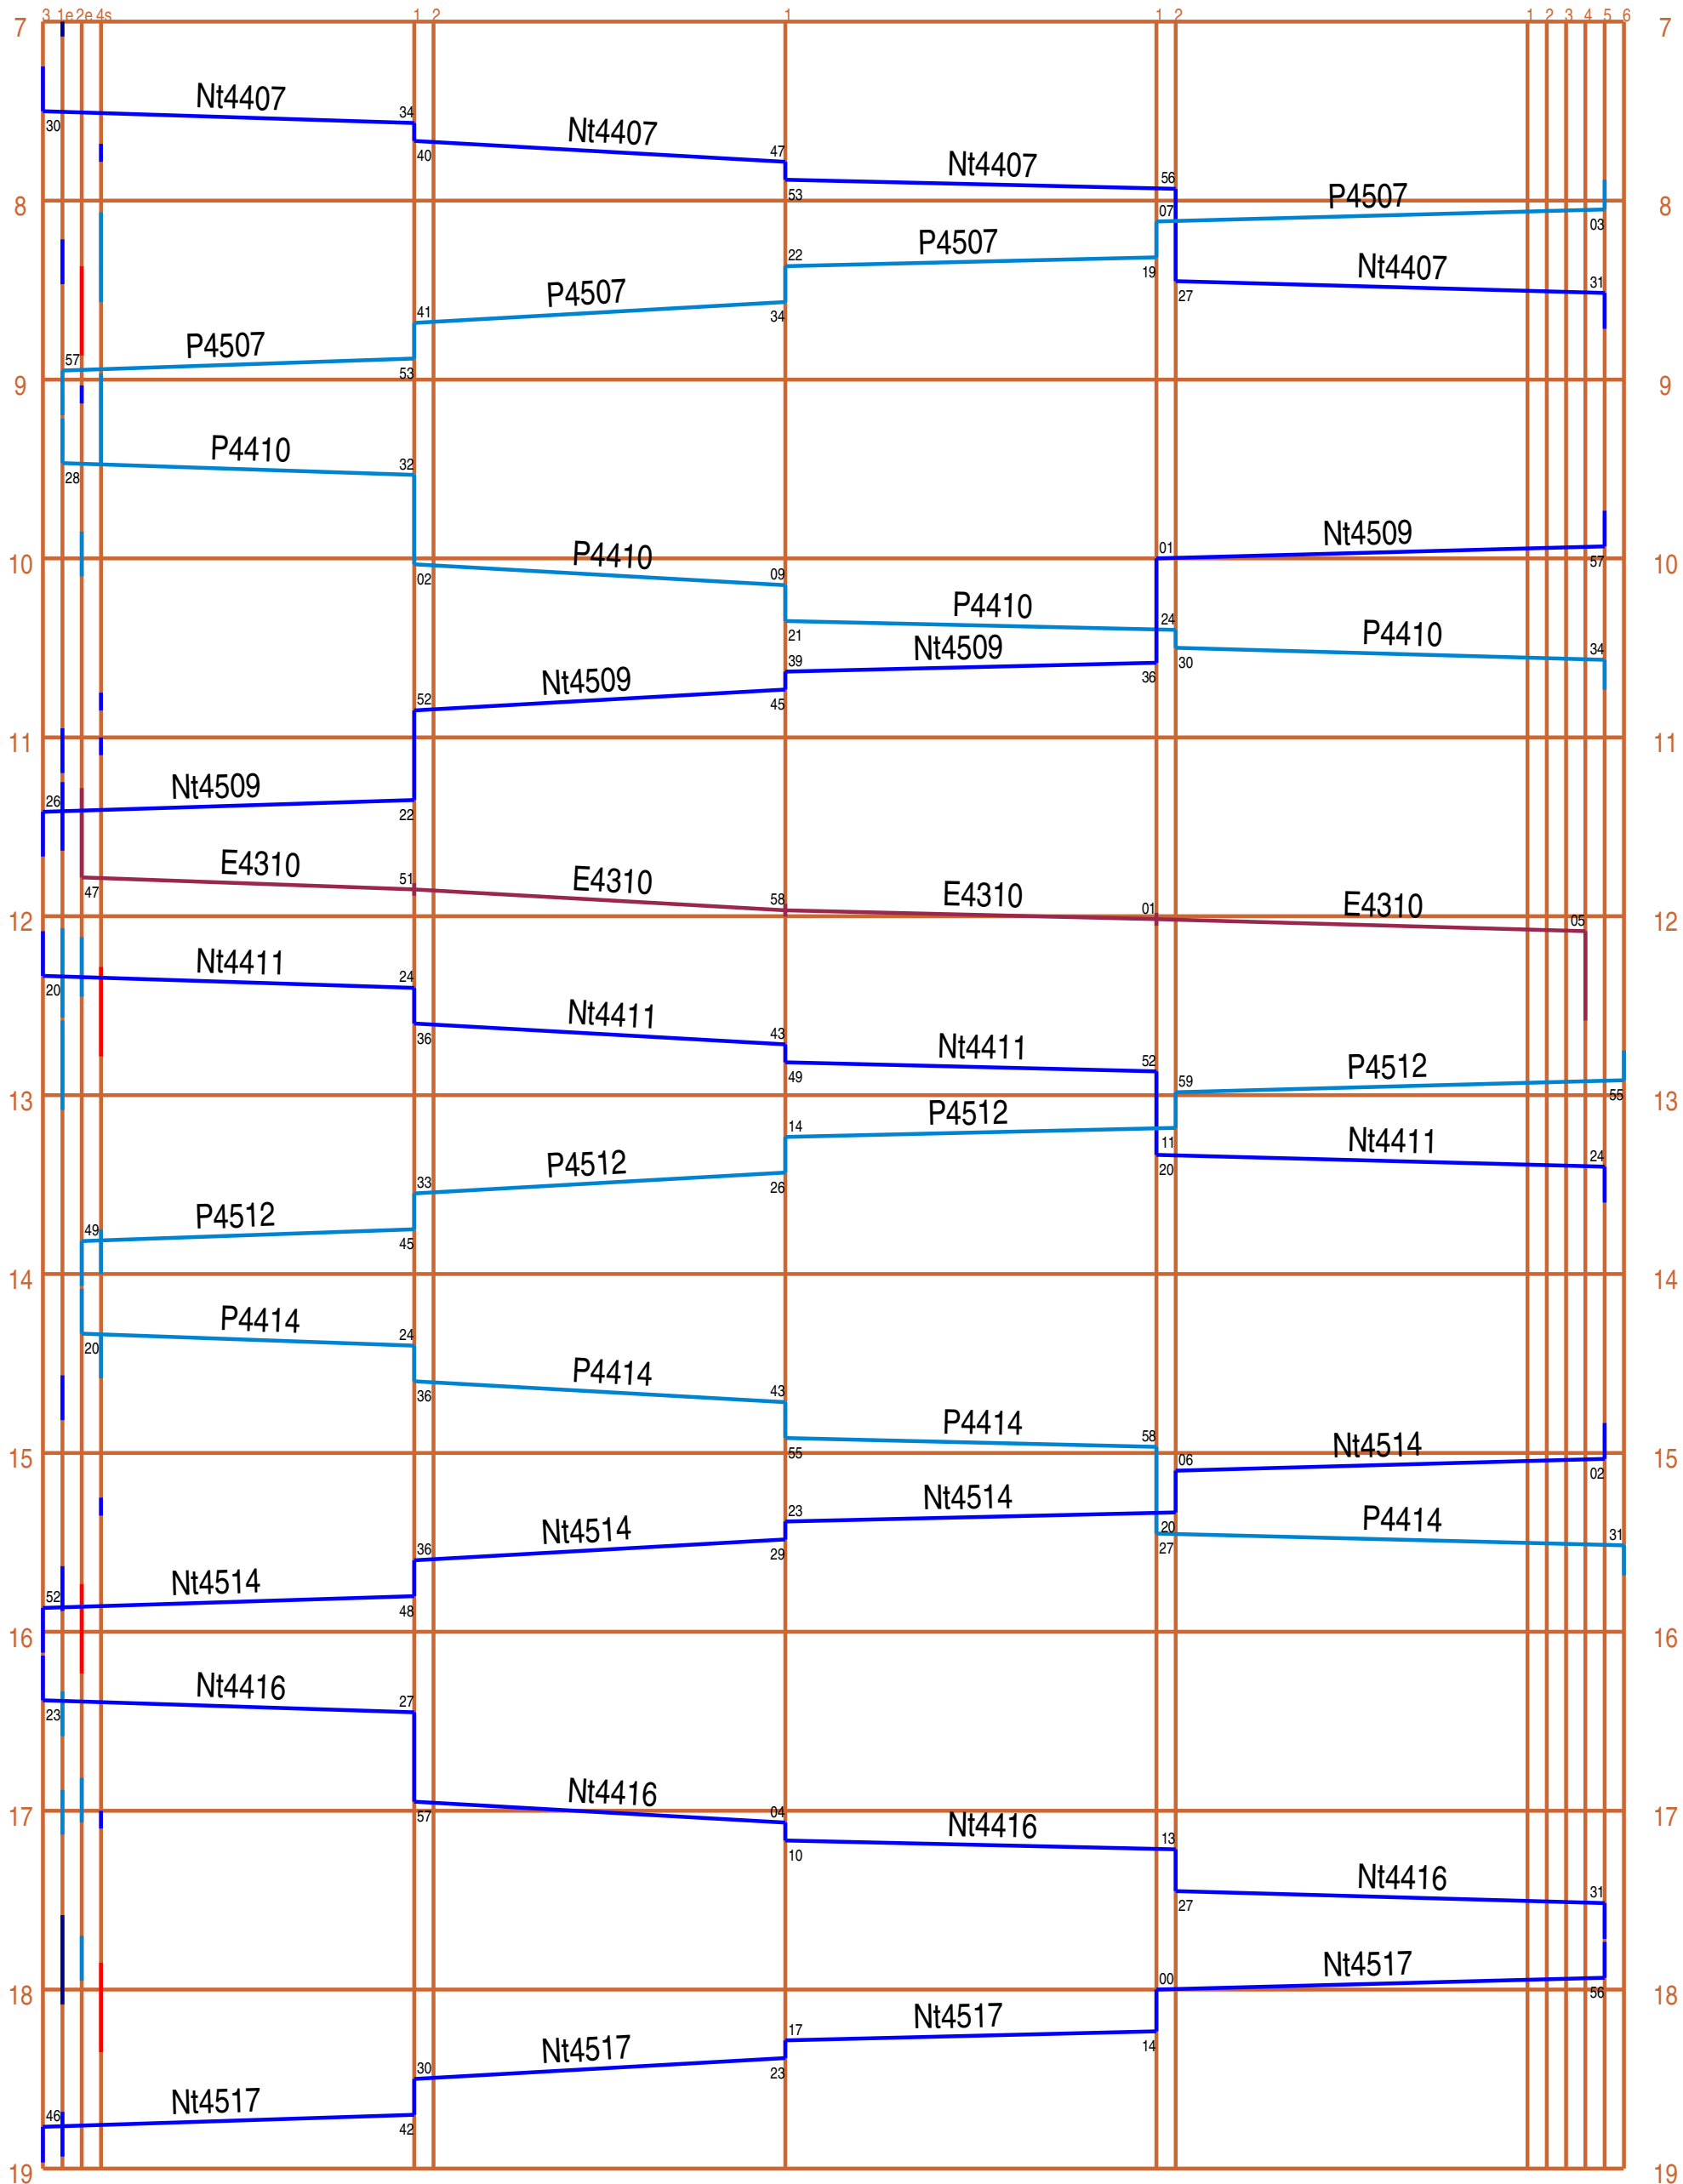 3 1e 2e 4s 1 2 1 1 2 1 2 3 4 5 6
7 7
Nt4407 34
30 Nt4407 47
40 Nt4407 56
53 P4507
8 07 03 8
22 P4507 19
Nt4407 31
27
41 P4507 34
57 P4507 53
9 9
P4410 32
28
Nt4509
01 57
10 P4410 09 10
02 P4410 24
21 P4410 34
30
39 Nt4509 36
52 Nt4509 45
11 11
26 Nt4509 22
E4310 51
47 E4310 58
E4310 01
E4310 05
12 12
Nt4411 24
20 Nt4411 43
36 Nt4411 52
49 P4512
59 55
13 13
14 P4512 11
Nt4411 24
20
33 P4512 26
49 P4512 45
14 14
P4414 24
20 P4414 43
36 P4414 58
55 Nt4514
15 06 02 15
23 Nt4514 20
P4414 31
27
36 Nt4514 29
52 Nt4514 48
16 16
Nt4416 27
23
Nt4416 04
17 57 17
Nt4416 13
10
Nt4416 31
27
Nt4517
00 56
18 18
17 Nt4517 14
30 Nt4517 23
46 Nt4517 42
19 19